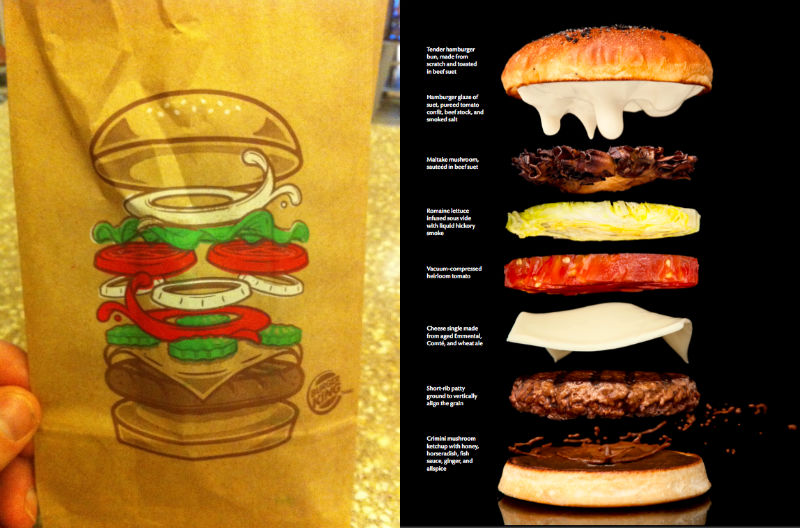 BURGER
KING
Tender hamburger
bun, made from
scratch and toasted
in beef suet
Hamburger glaze of
suet, pureed tomato
confit, beef stock, and
smoked salt
Maitake mushroom,
sautéed in beef suet
Romaine lettuce
infused sous vide
with liquid hickory
smoke
Vacuum-compressed
heirloom tomato
Cheese single made
from aged Emmental,
Comté, and wheat ale
Short-rib patty
ground to vertically
align the grain
Crimini mushroom
ketchup with honey,
horseradish, fish
sauce, ginger, and
allspice